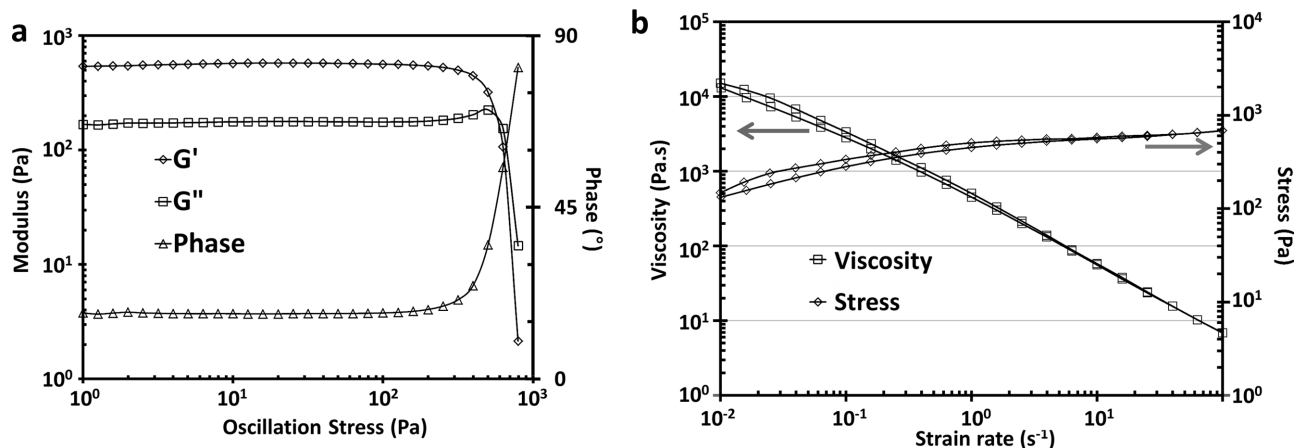 a
Modulus (Pa)
10³
10²
10¹
10⁰
G'
G"
Phase
90
45
0
Phase (°)
10⁰ 10¹ 10² 10³
Oscillation Stress (Pa)
b
Viscosity (Pa.s)
10⁵
10⁴
10³
10²
10¹
10⁰
Viscosity
Stress
10⁴
10³
10²
10¹
10⁰
Stress
(Pa)
10⁻² 10⁻¹ 10⁰ 10¹
Strain rate (s⁻¹)